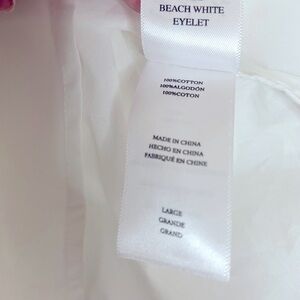 BEACH WHITE
EYELET
100%COTTON
100%ALGODÓN
100%COTON
MADE IN CHINA
HECHO EN CHINA
FABRIQUÉ EN CHINE
LARGE
GRANDE
GRAND